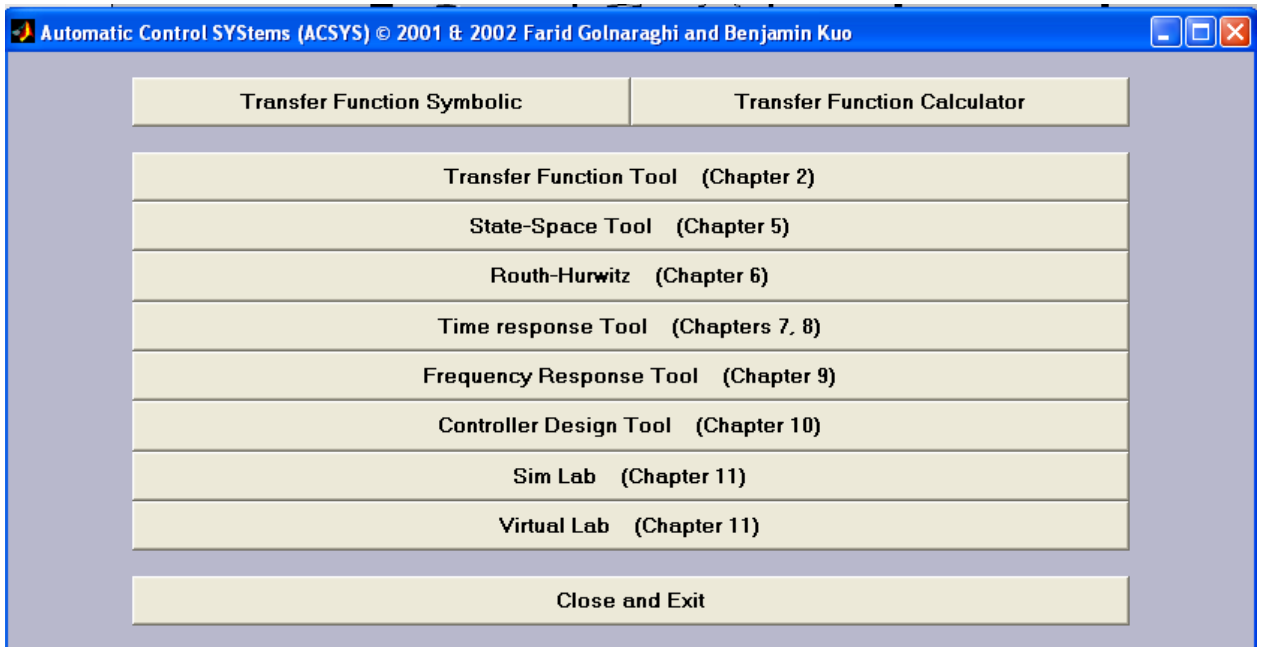 Automatic Control SYStems (ACSYS) © 2001 & 2002 Farid Golnaraghi and Benjamin Kuo
Transfer Function Symbolic Transfer Function Calculator
Transfer Function Tool (Chapter 2)
State-Space Tool (Chapter 5)
Routh-Hurwitz (Chapter 6)
Time response Tool (Chapters 7, 8)
Frequency Response Tool (Chapter 9)
Controller Design Tool (Chapter 10)
Sim Lab (Chapter 11)
Virtual Lab (Chapter 11)
Close and Exit